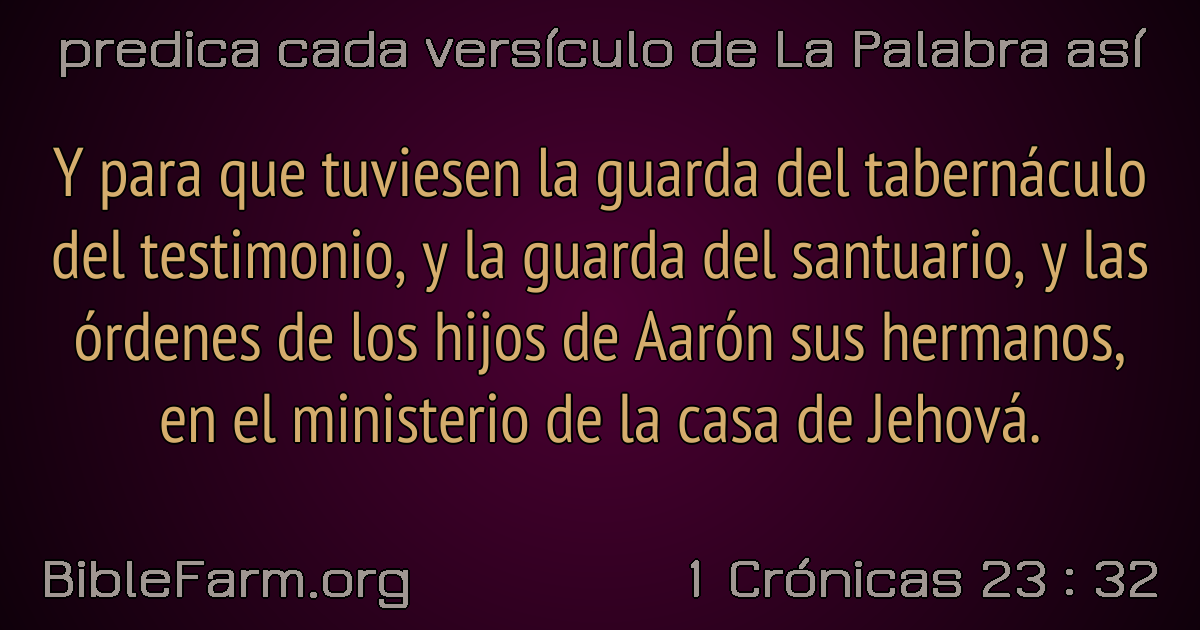 predica cada versículo de La Palabra así
Y para que tuviesen la guarda del tabernáculo
del testimonio, y la guarda del santuario, y las
órdenes de los hijos de Aarón sus hermanos,
en el ministerio de la casa de Jehová.
BibleFarm.org
1 Crónicas 23 : 32